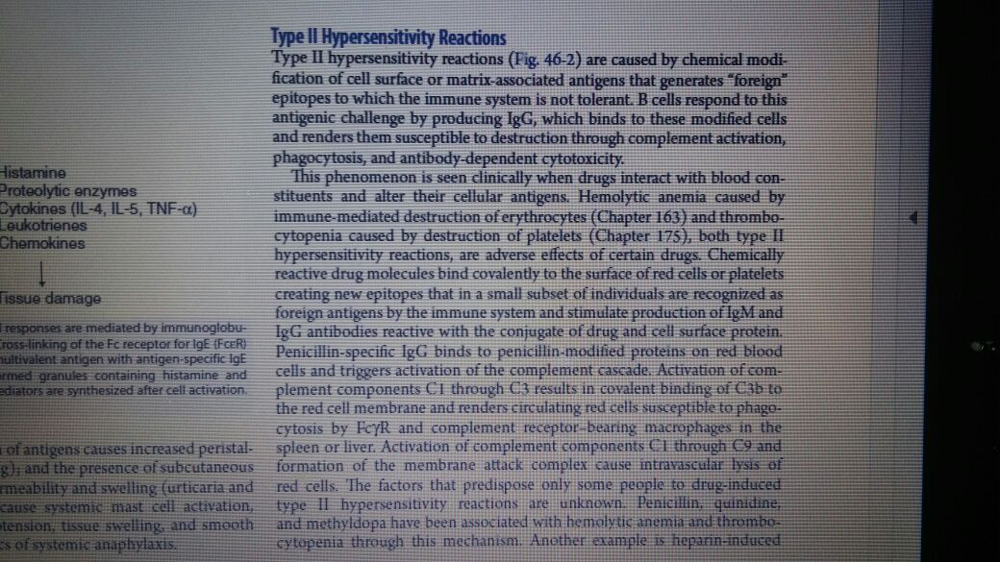 Histamine
Proteolytic enzymes
Cytokines (IL-4, IL-5, TNF-α)
Leukotrienes
Chemokines
Tissue damage
responses are mediated by immunoglobu-
cross-linking of the Fc receptor for IgE (FcεR)
multivalent antigen with antigen-specific IgE
granules containing histamine and
are synthesized after cell activation.
of antigens causes increased peristal-
and the presence of subcutaneous
and swelling (urticaria and
cause systemic mast cell activation,
tissue swelling, and smooth
of systemic anaphylaxis.
Type II Hypersensitivity Reactions
Type II hypersensitivity reactions (Fig. 46-2) are caused by chemical modi-
fication of cell surface or matrix-associated antigens that generates “foreign”
epitopes to which the immune system is not tolerant. B cells respond to this
antigenic challenge by producing IgG, which binds to these modified cells
and renders them susceptible to destruction through complement activation,
phagocytosis, and antibody-dependent cytotoxicity.
This phenomenon is seen clinically when drugs interact with blood con-
stituents and alter their cellular antigens. Hemolytic anemia caused by
immune-mediated destruction of erythrocytes (Chapter 163) and thrombo-
cytopenia caused by destruction of platelets (Chapter 175), both type II
hypersensitivity reactions, are adverse effects of certain drugs. Chemically
reactive drug molecules bind covalently to the surface of red cells or platelets
creating new epitopes that in a small subset of individuals are recognized as
foreign antigens by the immune system and stimulate production of IgM and
IgG antibodies reactive with the conjugate of drug and cell surface protein.
Penicillin-specific IgG binds to penicillin-modified proteins on red blood
cells and triggers activation of the complement cascade. Activation of com-
plement components C1 through C3 results in covalent binding of C3b to
the red cell membrane and renders circulating red cells susceptible to phago-
cytosis by FcγR and complement receptor–bearing macrophages in the
spleen or liver. Activation of complement components C1 through C9 and
formation of the membrane attack complex cause intravascular lysis of
red cells. The factors that predispose only some people to drug-induced
type II hypersensitivity reactions are unknown. Penicillin, quinidine,
and methyldopa have been associated with hemolytic anemia and thrombo-
cytopenia through this mechanism. Another example is heparin-induced